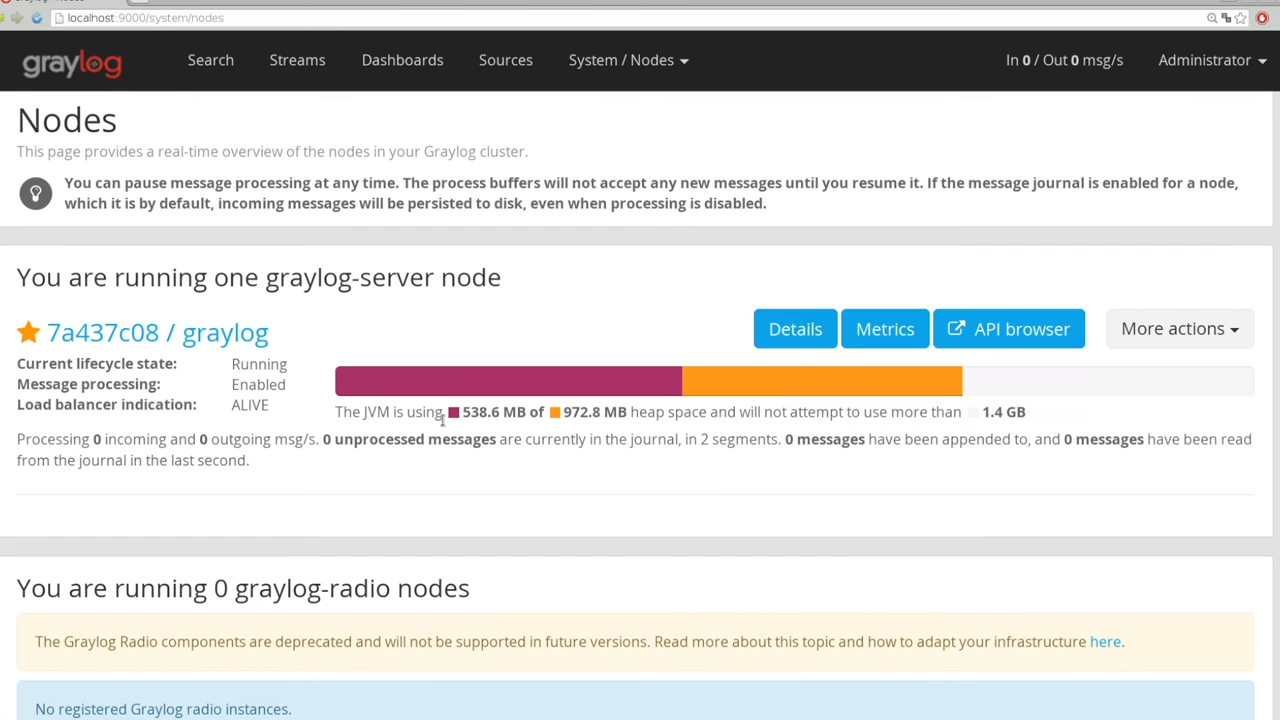 localhost:9000/system/nodes
graylog
Search
Streams
Dashboards
Sources
System / Nodes
In 0 / Out 0 msg/s
Administrator
Nodes
This page provides a real-time overview of the nodes in your Graylog cluster.
You can pause message processing at any time. The process buffers will not accept any new messages until you resume it. If the message journal is enabled for a node,
which it is by default, incoming messages will be persisted to disk, even when processing is disabled.
You are running one graylog-server node
7a437c08 / graylog
Details
Metrics
API browser
More actions
Current lifecycle state: Running
Message processing: Enabled
Load balancer indication: ALIVE
The JVM is using 538.6 MB of 972.8 MB heap space and will not attempt to use more than 1.4 GB
Processing 0 incoming and 0 outgoing msg/s. 0 unprocessed messages are currently in the journal, in 2 segments. 0 messages have been appended to, and 0 messages have been read
from the journal in the last second.
You are running 0 graylog-radio nodes
The Graylog Radio components are deprecated and will not be supported in future versions. Read more about this topic and how to adapt your infrastructure here.
No registered Graylog radio instances.